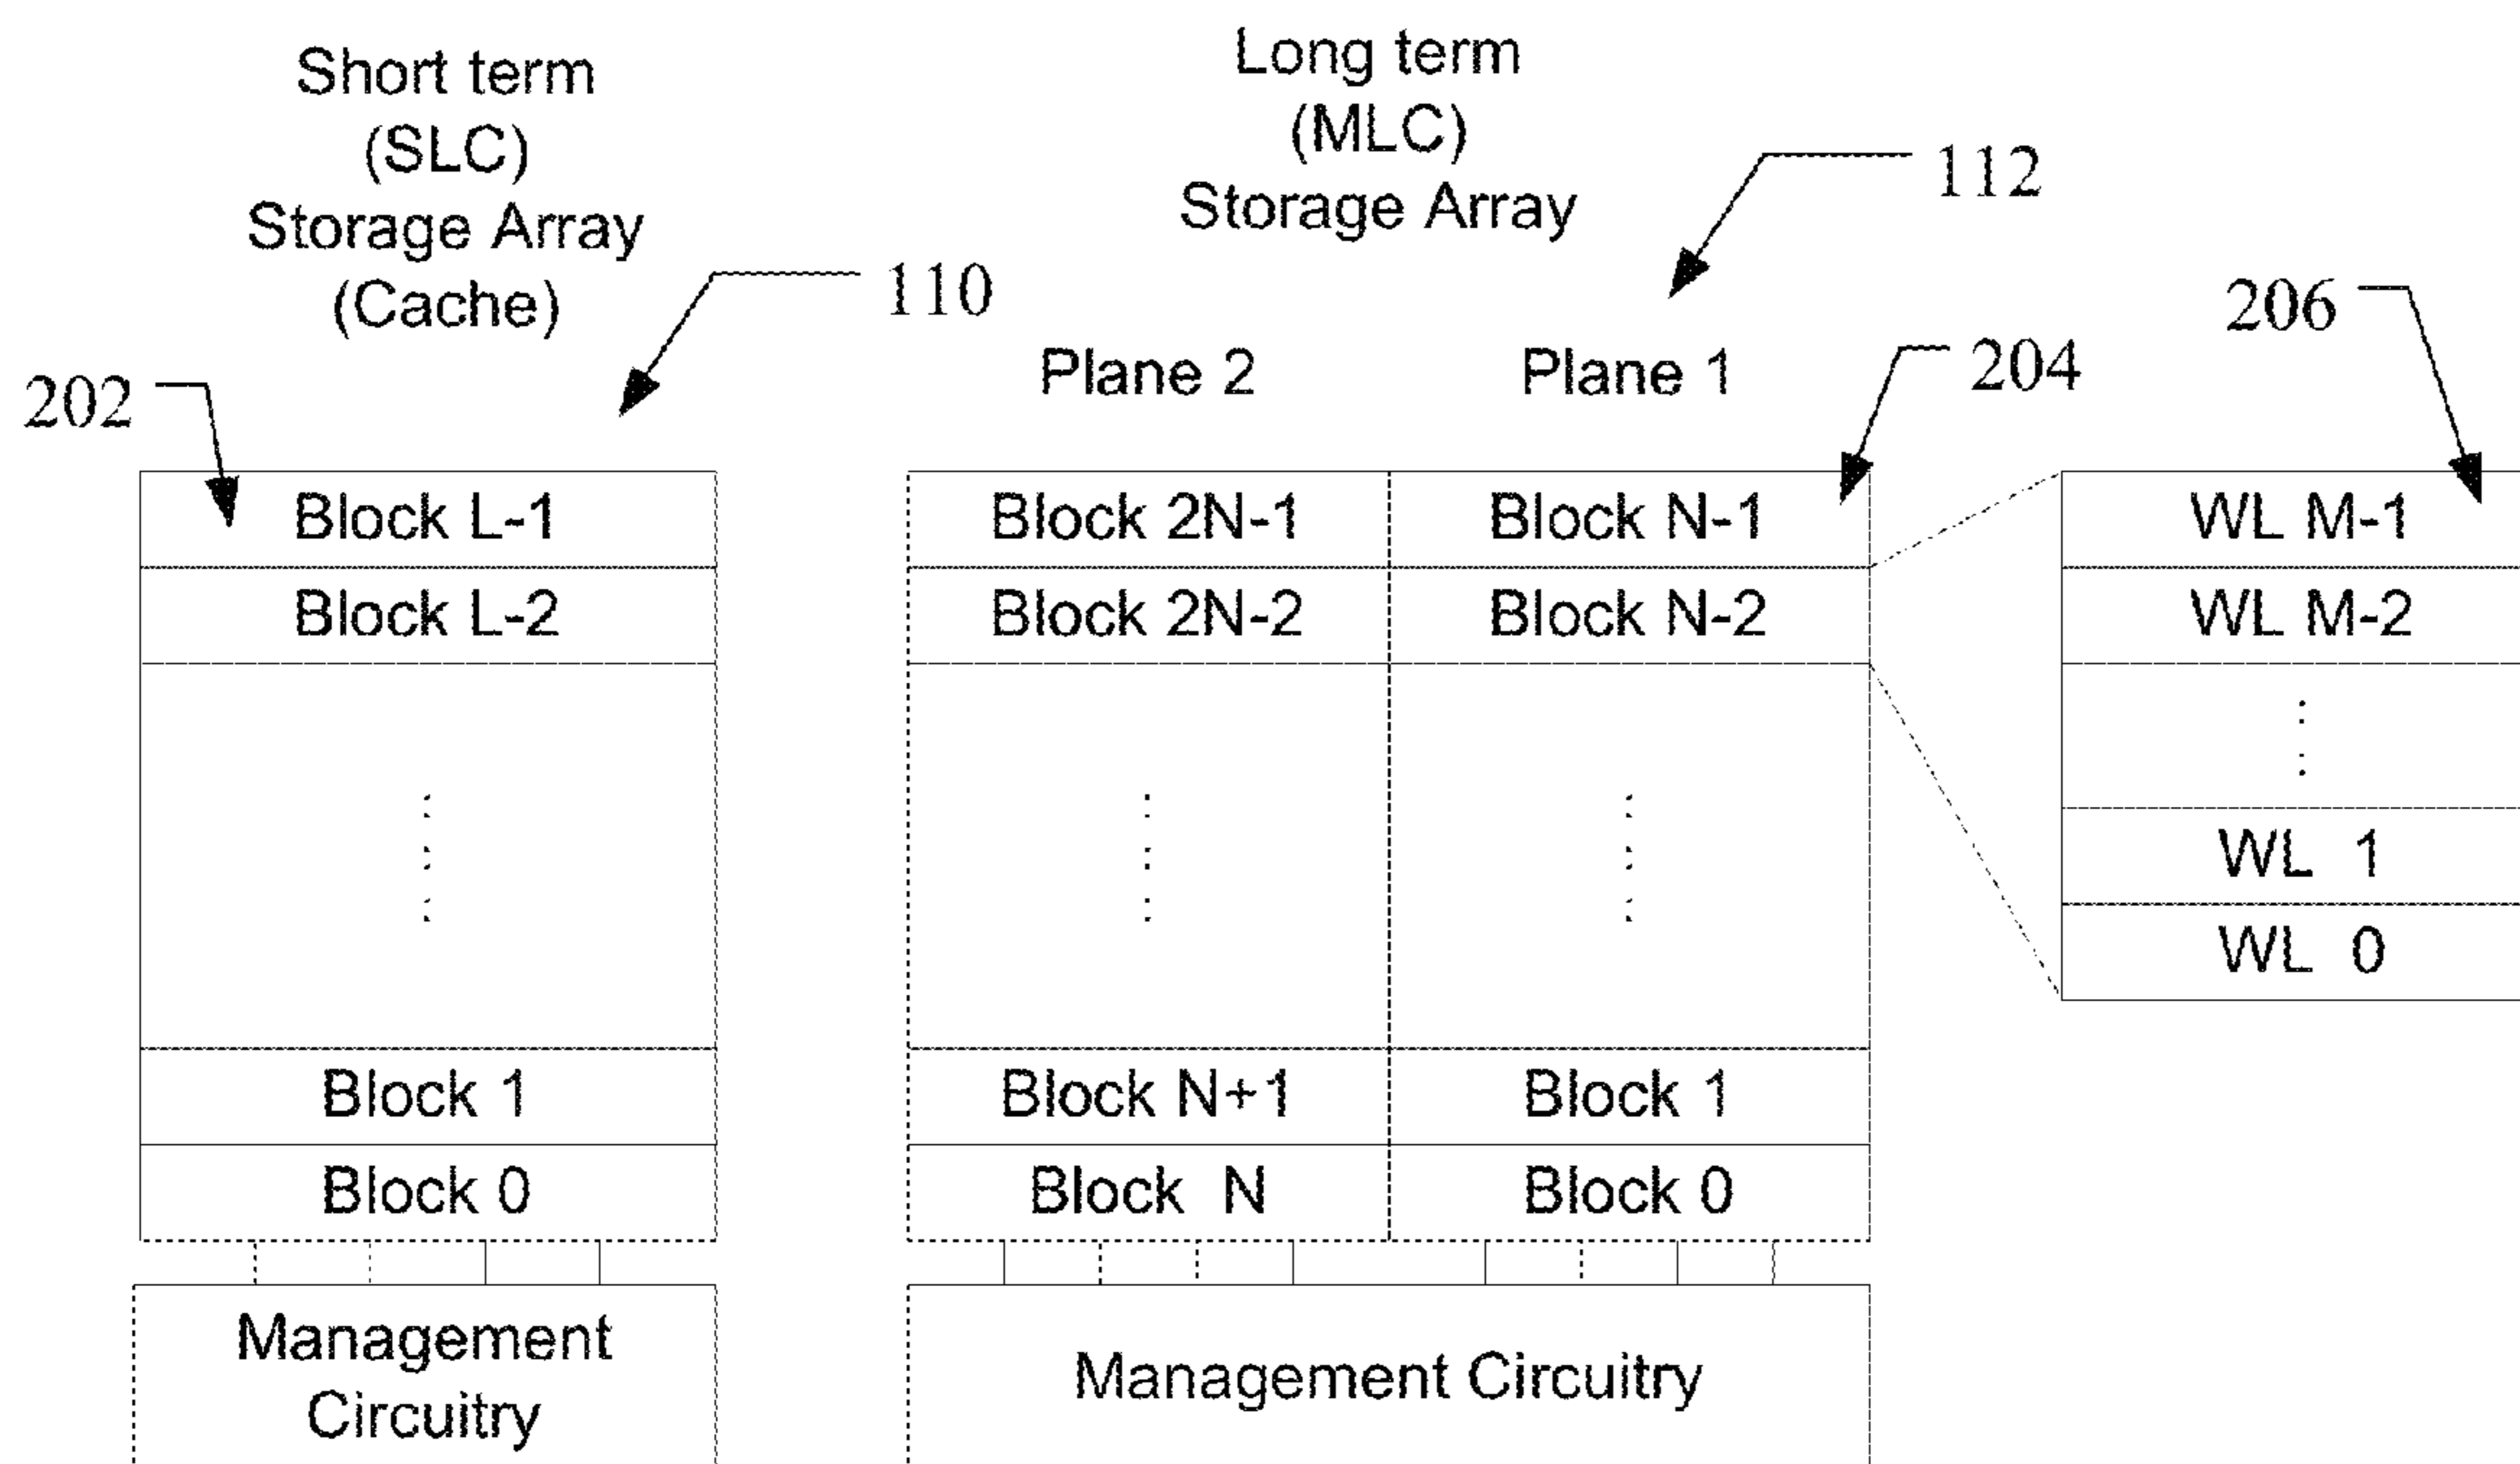 Short term
(SLC)
Storage Array
(Cache)
Long term
(MLC)
Storage Array
112
110
206
Plane 2
Plane 1
204
202
Block L-1
Block 2N-1
Block N-1
WL M-1
Block L-2
Block 2N-2
Block N-2
WL M-2
WL 1
WL 0
Block 1
Block N+1
Block 1
Block 0
Block N
Block 0
Management
Circuitry
Management Circuitry